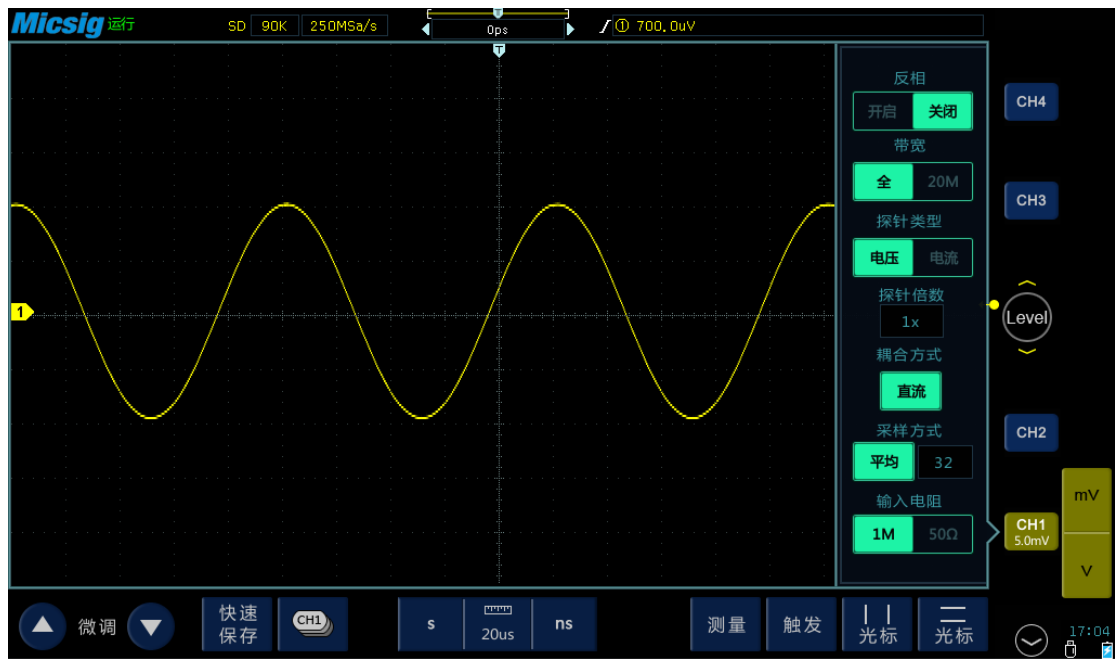 Micsig 运行 SD 90K 250MSa/s T 0ps ① 700.0uV
T
反相
开启 关闭
CH4
带宽
全 20M
CH3
探针类型
电压 电流
探针倍数
1x
1
Level
耦合方式
直流
采样方式
平均 32
CH2
输入电阻
1M 50Ω
mV
CH1
5.0mV
V
微调
快速
保存
CH1
s
20us
ns
测量
触发
光标
光标
17:04